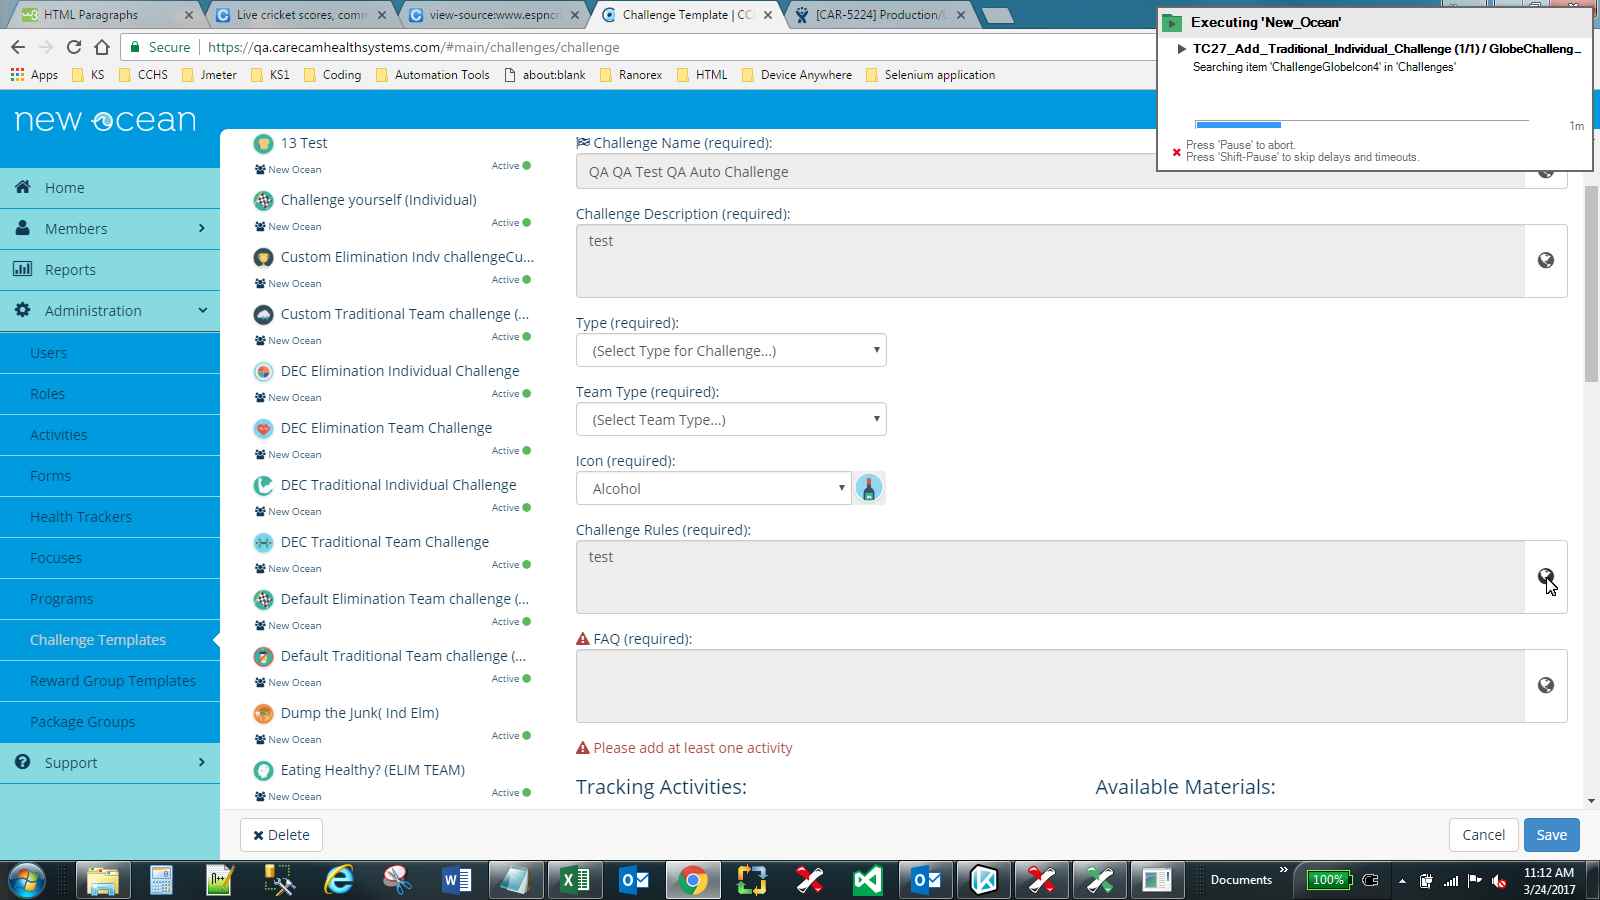 HTML Paragraphs
Live cricket scores, com
view-source:www.espnc
Challenge Template | CC
[CAR-5224] Production/
Secure
https://qa.carecamhealthsystems.com/#main/challenges/challenge
Apps
KS
CCHS
Jmeter
KS1
Coding
Automation Tools
about:blank
Ranorex
HTML
Device Anywhere
Selenium application
Executing 'New_Ocean'
TC27_Add_Traditional_Individual_Challenge (1/1) / GlobeChalleng...
Searching item 'ChallengeGlobeIcon4' in 'Challenges'
1m
Press 'Pause' to abort.
Press 'Shift-Pause' to skip delays and timeouts.
new ocean
Home
Members
Reports
Administration
Users
Roles
Activities
Forms
Health Trackers
Focuses
Programs
Challenge Templates
Reward Group Templates
Package Groups
Support
13 Test
New Ocean
Active
Challenge yourself (Individual)
New Ocean
Active
Custom Elimination Indv challengeCu...
New Ocean
Active
Custom Traditional Team challenge (...
New Ocean
Active
DEC Elimination Individual Challenge
New Ocean
Active
DEC Elimination Team Challenge
New Ocean
Active
DEC Traditional Individual Challenge
New Ocean
Active
DEC Traditional Team Challenge
New Ocean
Active
Default Elimination Team challenge (...
New Ocean
Active
Default Traditional Team challenge (...
New Ocean
Active
Dump the Junk( Ind Elm)
New Ocean
Active
Eating Healthy? (ELIM TEAM)
New Ocean
Active
Challenge Name (required):
QA QA Test QA Auto Challenge
Challenge Description (required):
test
Type (required):
(Select Type for Challenge...)
Team Type (required):
(Select Team Type...)
Icon (required):
Alcohol
Challenge Rules (required):
test
FAQ (required):
Please add at least one activity
Tracking Activities:
Available Materials:
Delete
Cancel
Save
Documents
100%
11:12 AM
3/24/2017